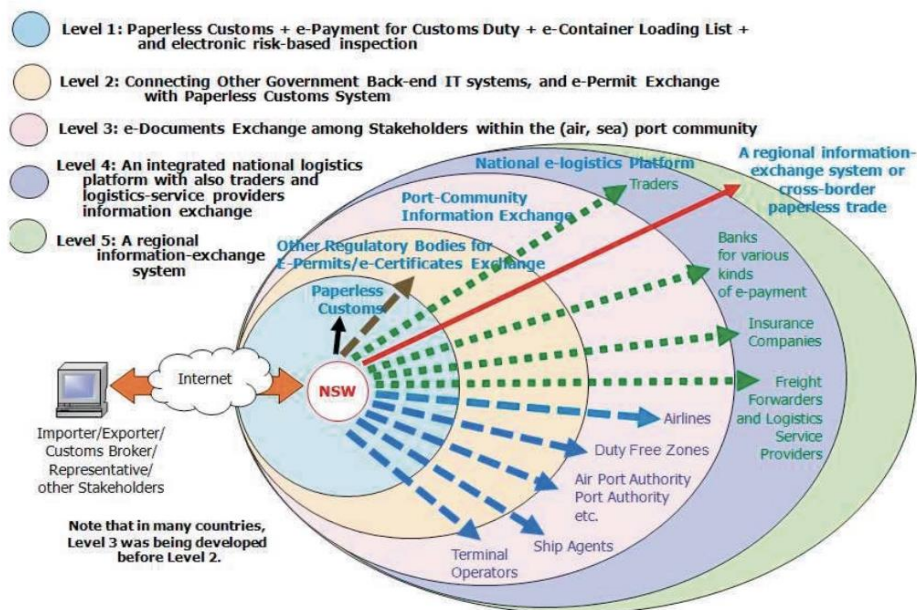 Level 1: Paperless Customs + e-Payment for Customs Duty + e-Container Loading List +
and electronic risk-based inspection
Level 2: Connecting Other Government Back-end IT systems, and e-Permit Exchange
with Paperless Customs System
Level 3: e-Documents Exchange among Stakeholders within the (air, sea) port community
Level 4: An integrated national logistics
platform with also traders and
logistics-service providers
information exchange
Level 5: A regional
information-exchange
system
National e-logistics Platform
A regional information-
exchange system or
cross-border
paperless trade
Traders
Port-Community
Information Exchange
Other Regulatory Bodies for
E-Permits/e-Certificates Exchange
Banks
for various
kinds
of e-payment
Paperless
Customs
Insurance
Companies
Internet
NSW
Freight
Forwarders
and Logistics
Service
Providers
Importer/Exporter/
Customs Broker/
Representative/
other Stakeholders
Airlines
Duty Free Zones
Air Port Authority
Port Authority
etc.
Ship Agents
Terminal
Operators
Note that in many countries,
Level 3 was being developed
before Level 2.